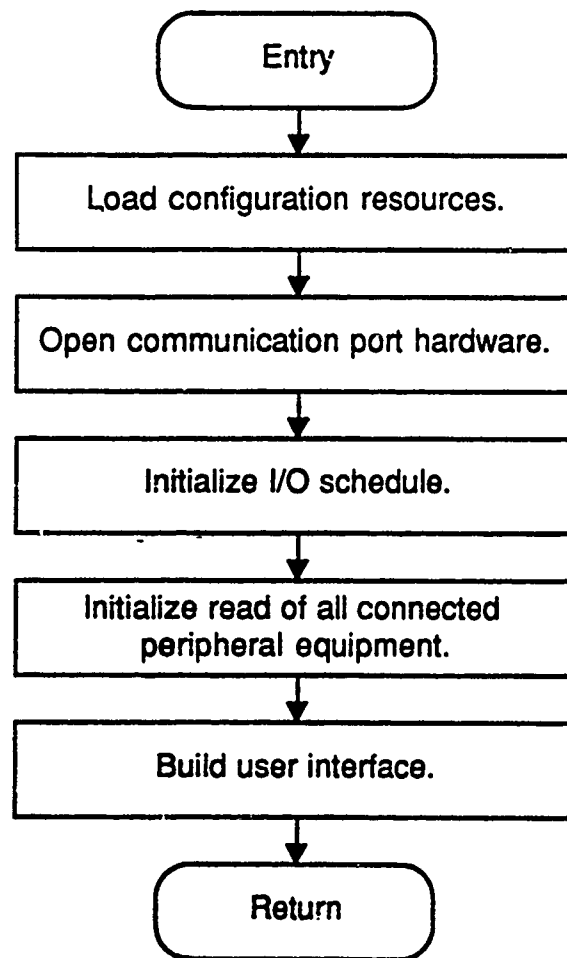 Entry
Load configuration resources.
Open communication port hardware.
Initialize I/O schedule.
Initialize read of all connected
peripheral equipment.
Build user interface.
Return